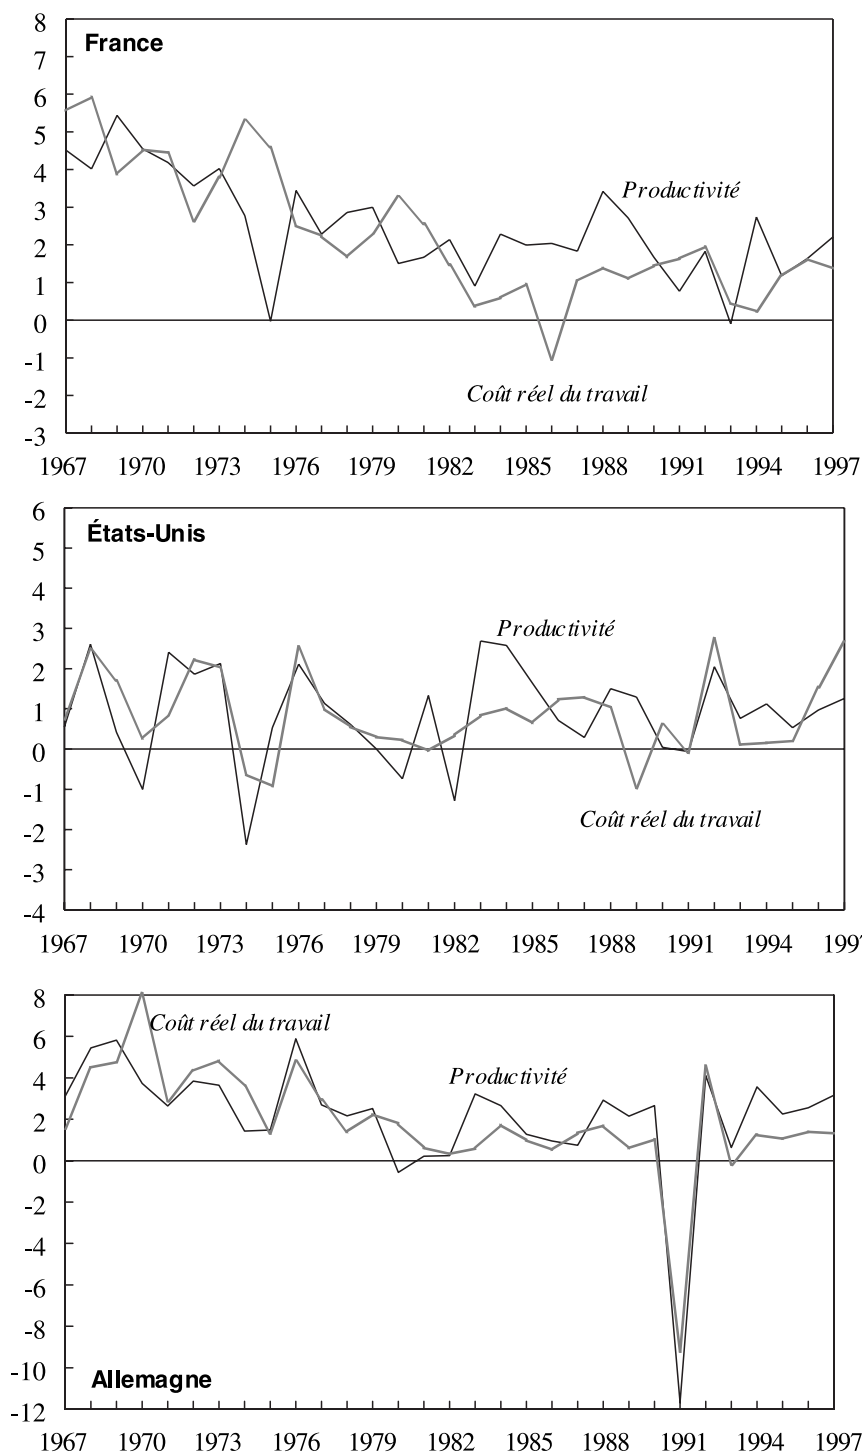 8
France
7
6
5
4
Productivité
3
2
1
0
-1
Coût réel du travail
-2
-3
1967 1970 1973 1976 1979 1982 1985 1988 1991 1994 1997
6
États-Unis
5
4
3
Productivité
2
1
0
-1
Coût réel du travail
-2
-3
-4
1967 1970 1973 1976 1979 1982 1985 1988 1991 1994 199
8
Coût réel du travail
6
Productivité
4
2
0
-2
-4
-6
-8
-10
Allemagne
-12
1967 1970 1973 1976 1979 1982 1985 1988 1991 1994 1997